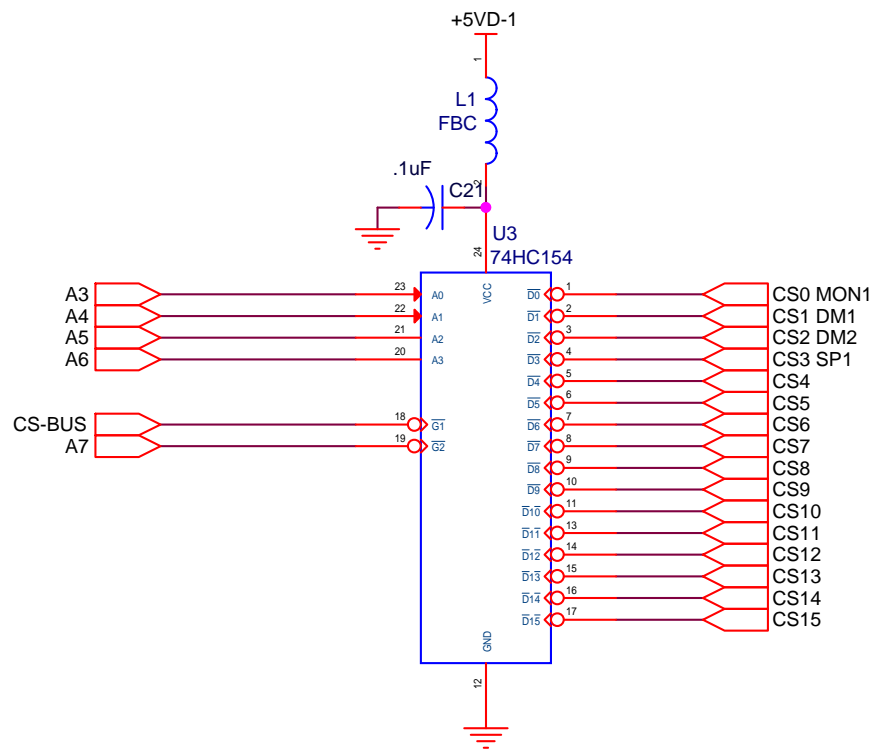 +5VD-1
1
L1
FBC
2
.1uF
C21
U3
74HC154
24
VCC
A3 23 A0 D0 1 CS0 MON1
A4 22 A1 D1 2 CS1 DM1
A5 21 A2 D2 3 CS2 DM2
A6 20 A3 D3 4 CS3 SP1
D4 5 CS4
D5 6 CS5
CS-BUS 18 G1 D6 7 CS6
A7 19 G2 D7 8 CS7
D8 9 CS8
D9 10 CS9
D10 11 CS10
D11 13 CS11
D12 14 CS12
D13 15 CS13
D14 16 CS14
D15 17 CS15
GND
12